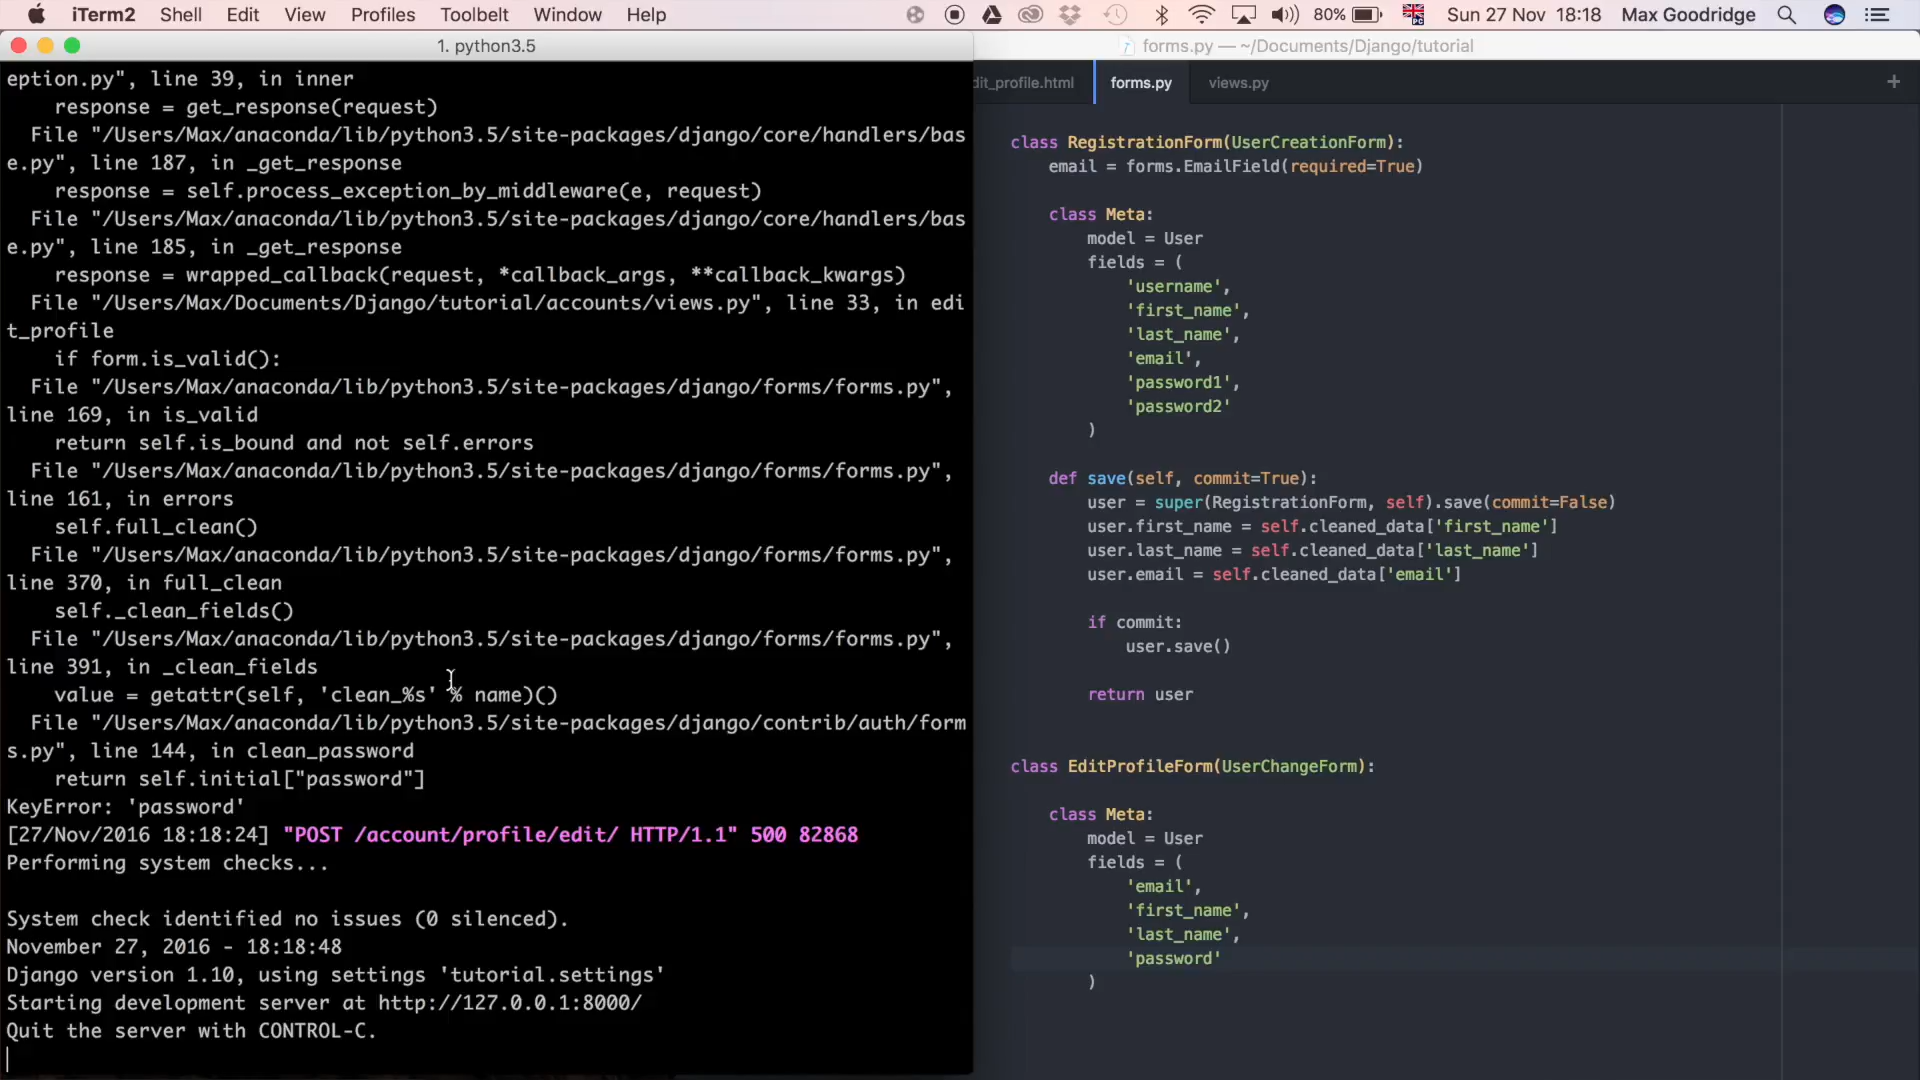 iTerm2 Shell Edit View Profiles Toolbelt Window Help 80% Sun 27 Nov 18:18 Max Goodridge
1. python3.5
eption.py", line 39, in inner
    response = get_response(request)
  File "/Users/Max/anaconda/lib/python3.5/site-packages/django/core/handlers/bas
e.py", line 187, in _get_response
    response = self.process_exception_by_middleware(e, request)
  File "/Users/Max/anaconda/lib/python3.5/site-packages/django/core/handlers/bas
e.py", line 185, in _get_response
    response = wrapped_callback(request, *callback_args, **callback_kwargs)
  File "/Users/Max/Documents/Django/tutorial/accounts/views.py", line 33, in edi
t_profile
    if form.is_valid():
  File "/Users/Max/anaconda/lib/python3.5/site-packages/django/forms/forms.py",
line 169, in is_valid
    return self.is_bound and not self.errors
  File "/Users/Max/anaconda/lib/python3.5/site-packages/django/forms/forms.py",
line 161, in errors
    self.full_clean()
  File "/Users/Max/anaconda/lib/python3.5/site-packages/django/forms/forms.py",
line 370, in full_clean
    self._clean_fields()
  File "/Users/Max/anaconda/lib/python3.5/site-packages/django/forms/forms.py",
line 391, in _clean_fields
    value = getattr(self, 'clean_%s' % name)()
  File "/Users/Max/anaconda/lib/python3.5/site-packages/django/contrib/auth/form
s.py", line 144, in clean_password
    return self.initial["password"]
KeyError: 'password'
[27/Nov/2016 18:18:24] "POST /account/profile/edit/ HTTP/1.1" 500 82868
Performing system checks...
System check identified no issues (0 silenced).
November 27, 2016 - 18:18:48
Django version 1.10, using settings 'tutorial.settings'
Starting development server at http://127.0.0.1:8000/
Quit the server with CONTROL-C.
forms.py — ~/Documents/Django/tutorial
dit_profile.html forms.py views.py
class RegistrationForm(UserCreationForm):
    email = forms.EmailField(required=True)
    class Meta:
        model = User
        fields = (
            'username',
            'first_name',
            'last_name',
            'email',
            'password1',
            'password2'
        )
    def save(self, commit=True):
        user = super(RegistrationForm, self).save(commit=False)
        user.first_name = self.cleaned_data['first_name']
        user.last_name = self.cleaned_data['last_name']
        user.email = self.cleaned_data['email']
        if commit:
            user.save()
        return user
class EditProfileForm(UserChangeForm):
    class Meta:
        model = User
        fields = (
            'email',
            'first_name',
            'last_name',
            'password'
        )